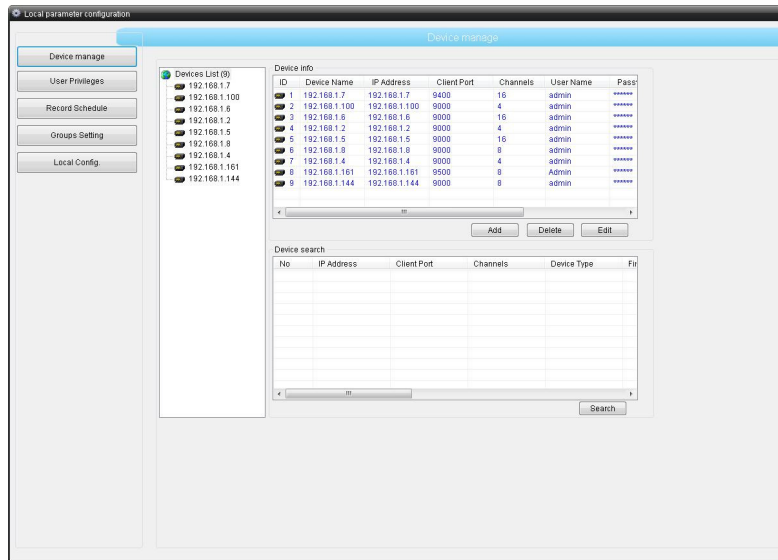 Local parameter configuration
Device manage
Device manage
User Privileges
Record Schedule
Groups Setting
Local Config.
Devices List (9)
192.168.1.7
192.168.1.100
192.168.1.6
192.168.1.2
192.168.1.5
192.168.1.8
192.168.1.4
192.168.1.161
192.168.1.144
Device info
ID Device Name IP Address Client Port Channels User Name Pass
1 192.168.1.7 192.168.1.7 9400 16 admin ******
2 192.168.1.100 192.168.1.100 9000 4 admin ******
3 192.168.1.6 192.168.1.6 9000 16 admin ******
4 192.168.1.2 192.168.1.2 9000 4 admin ******
5 192.168.1.5 192.168.1.5 9000 16 admin ******
6 192.168.1.8 192.168.1.8 9000 8 admin ******
7 192.168.1.4 192.168.1.4 9000 4 admin ******
8 192.168.1.161 192.168.1.161 9500 8 Admin ******
9 192.168.1.144 192.168.1.144 9000 8 admin ******
Add Delete Edit
Device search
No IP Address Client Port Channels Device Type Fir
Search